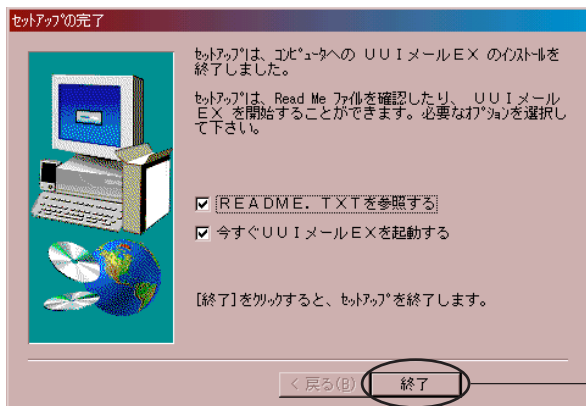 ｾｯﾄｱｯﾌﾟの完了
ｾｯﾄｱｯﾌﾟは、ｺﾝﾋﾟｭｰﾀへの ＵＵＩメールＥＸ のｲﾝｽﾄｰﾙを
終了しました。
ｾｯﾄｱｯﾌﾟは、Read Me ﾌｧｲﾙを確認したり、 ＵＵＩメール
ＥＸ を開始することができます。必要なｵﾌﾟｼｮﾝを選択し
て下さい。
ＲＥＡＤＭＥ．ＴＸＴを参照する
今すぐＵＵＩメールＥＸを起動する
[終了]をｸﾘｯｸすると、ｾｯﾄｱｯﾌﾟを終了します。
< 戻る(B)
終了